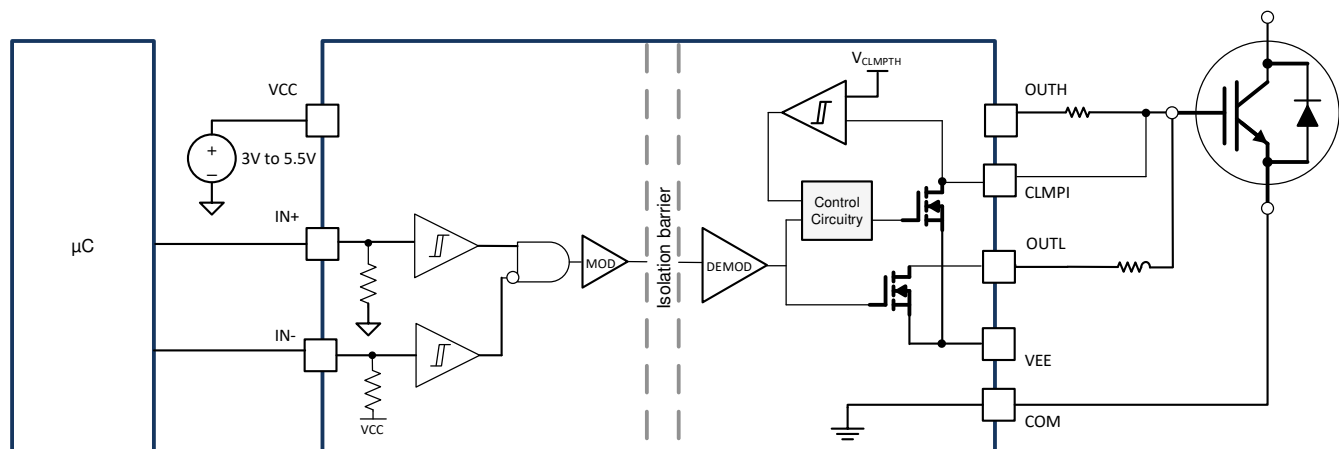 µC
VCC
+
3V to 5.5V
−
IN+
IN-
VCC
MOD
Isolation barrier
DEMOD
VCLMPTH
Control
Circuitry
OUTH
CLMPI
OUTL
VEE
COM